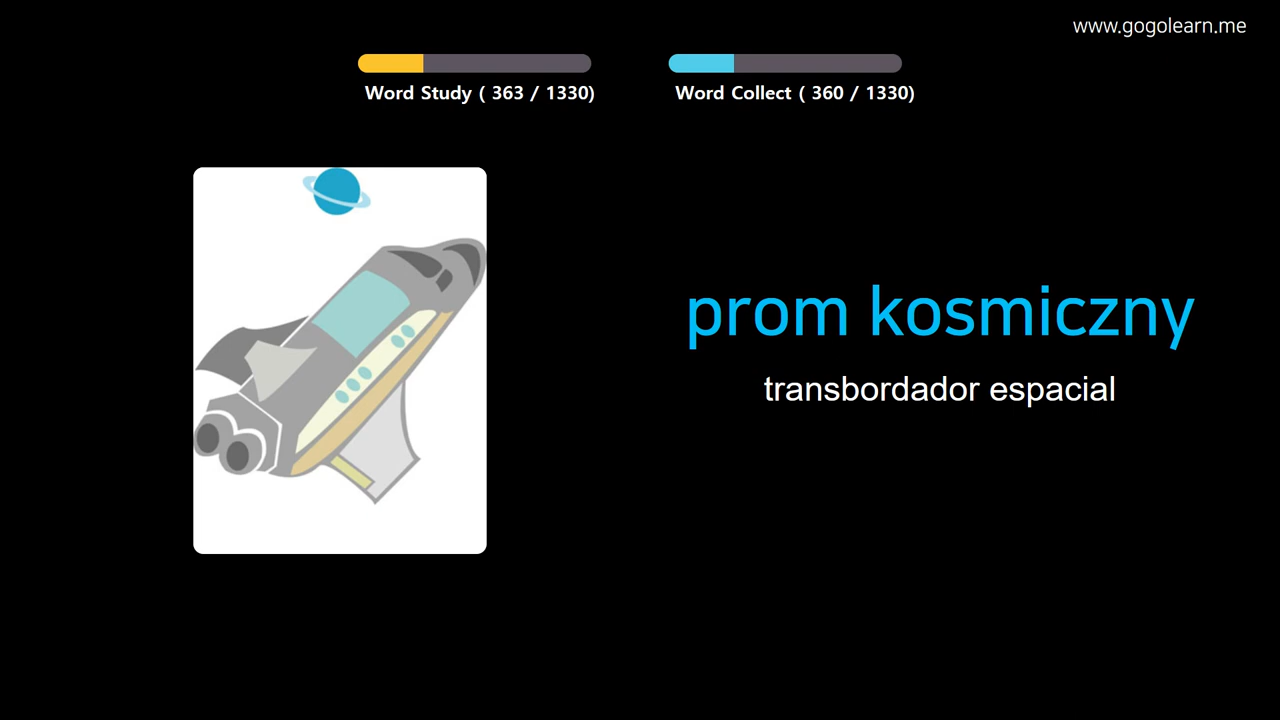 www.gogolearn.me
Word Study ( 363 / 1330)
Word Collect ( 360 / 1330)
prom kosmiczny
transbordador espacial